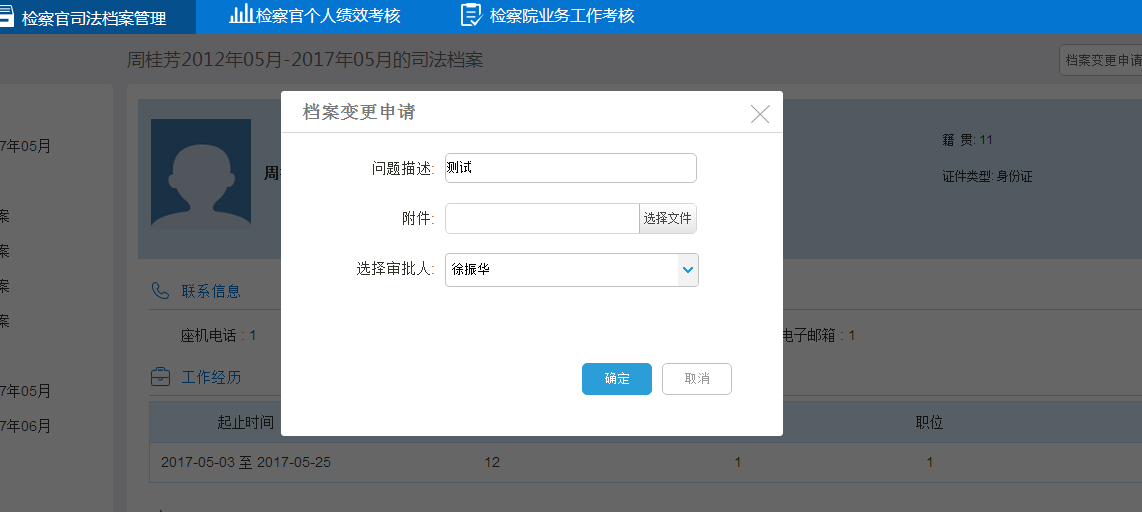 检察官司法档案管理
检察官个人绩效考核
检察院业务工作考核
周桂芳2012年05月-2017年05月的司法档案
档案变更申请
7年05月
案
案
案
案
7年05月
7年06月
周
籍 贯: 11
证件类型: 身份证
档案变更申请
问题描述: 测试
附件: 选择文件
选择审批人: 徐振华
确定 取消
联系信息
座机电话 : 1
电子邮箱 : 1
工作经历
起止时间 职位
2017-05-03 至 2017-05-25 12 1 1